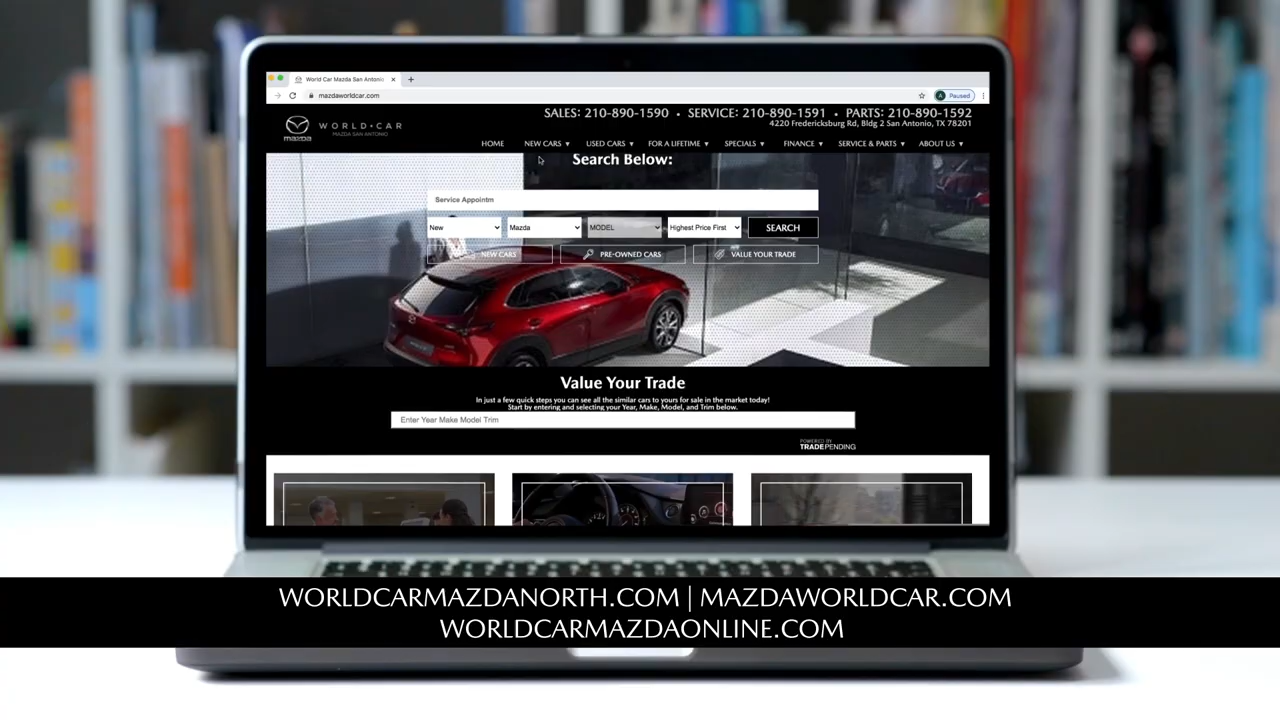 World Car Mazda San Antonio
mazdaworldcar.com
Paused
SALES: 210-890-1590 • SERVICE: 210-890-1591 • PARTS: 210-890-1592
4220 Fredericksburg Rd, Bldg 2 San Antonio, TX 78201
mazda
WORLD•CAR
MAZDA SAN ANTONIO
HOME NEW CARS USED CARS FOR A LIFETIME SPECIALS FINANCE SERVICE & PARTS ABOUT US
Search Below:
Service Appointm
New Mazda MODEL Highest Price First SEARCH
NEW CARS PRE-OWNED CARS VALUE YOUR TRADE
Value Your Trade
In just a few quick steps you can see all the similar cars to yours for sale in the market today!
Start by entering and selecting your Year, Make, Model, and Trim below.
Enter Year Make Model Trim
POWERED BY
TRADEPENDING
WORLDCARMAZDANORTH.COM | MAZDAWORLDCAR.COM
WORLDCARMAZDAONLINE.COM